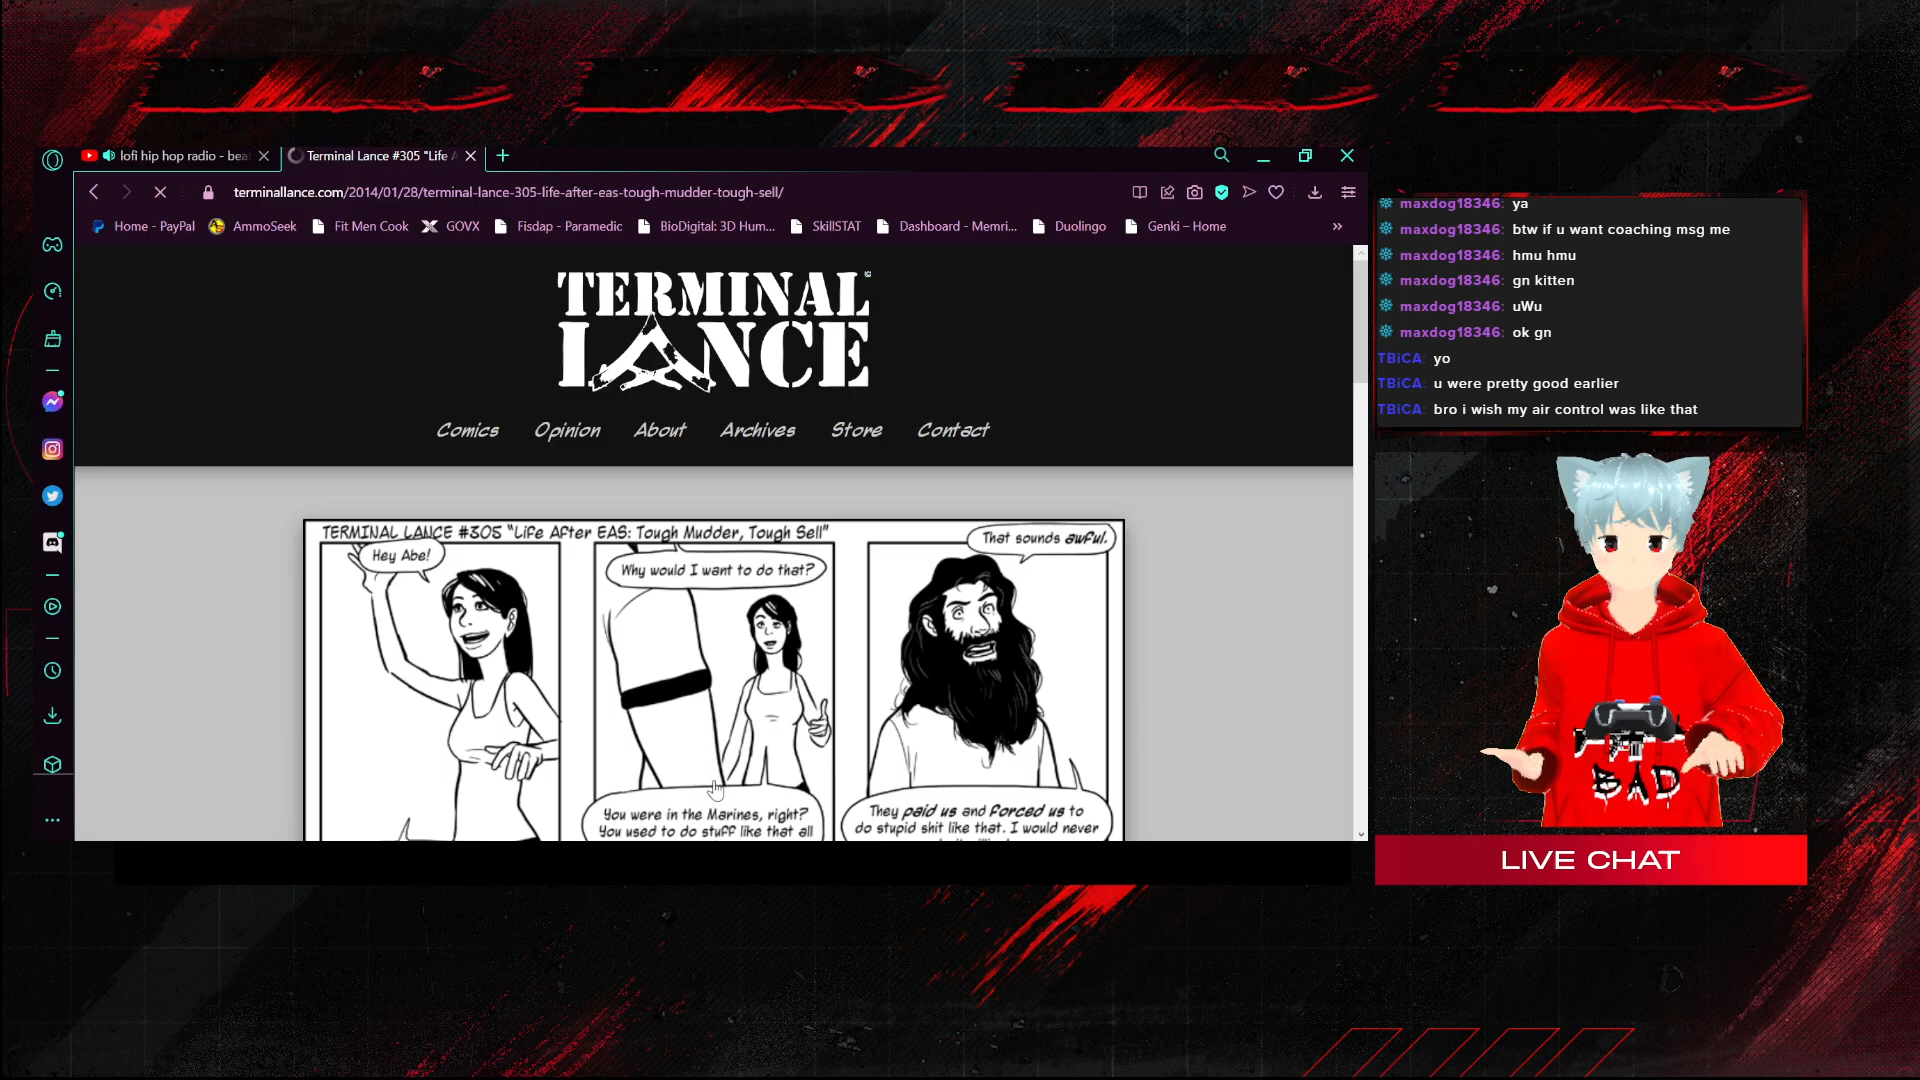 lofi hip hop radio - bea
Terminal Lance #305 "Life A
terminallance.com/2014/01/28/terminal-lance-305-life-after-eas-tough-mudder-tough-sell/
Home - PayPal
AmmoSeek
Fit Men Cook
GOVX
Fisdap - Paramedic
BioDigital: 3D Hum...
SkillSTAT
Dashboard - Memri...
Duolingo
Genki – Home
TERMINAL
LANCE
Comics
Opinion
About
Archives
Store
Contact
TERMINAL LANCE #305 "Life After EAS: Tough Mudder, Tough Sell"
Hey Abe!
Why would I want to do that?
You were in the Marines, right?
You used to do stuff like that all
That sounds awful.
They paid us and forced us to
do stupid shit like that. I would never
maxdog18346: ya
maxdog18346: btw if u want coaching msg me
maxdog18346: hmu hmu
maxdog18346: gn kitten
maxdog18346: uWu
maxdog18346: ok gn
TBiCA: yo
TBiCA: u were pretty good earlier
TBiCA: bro i wish my air control was like that
BAD
LIVE CHAT